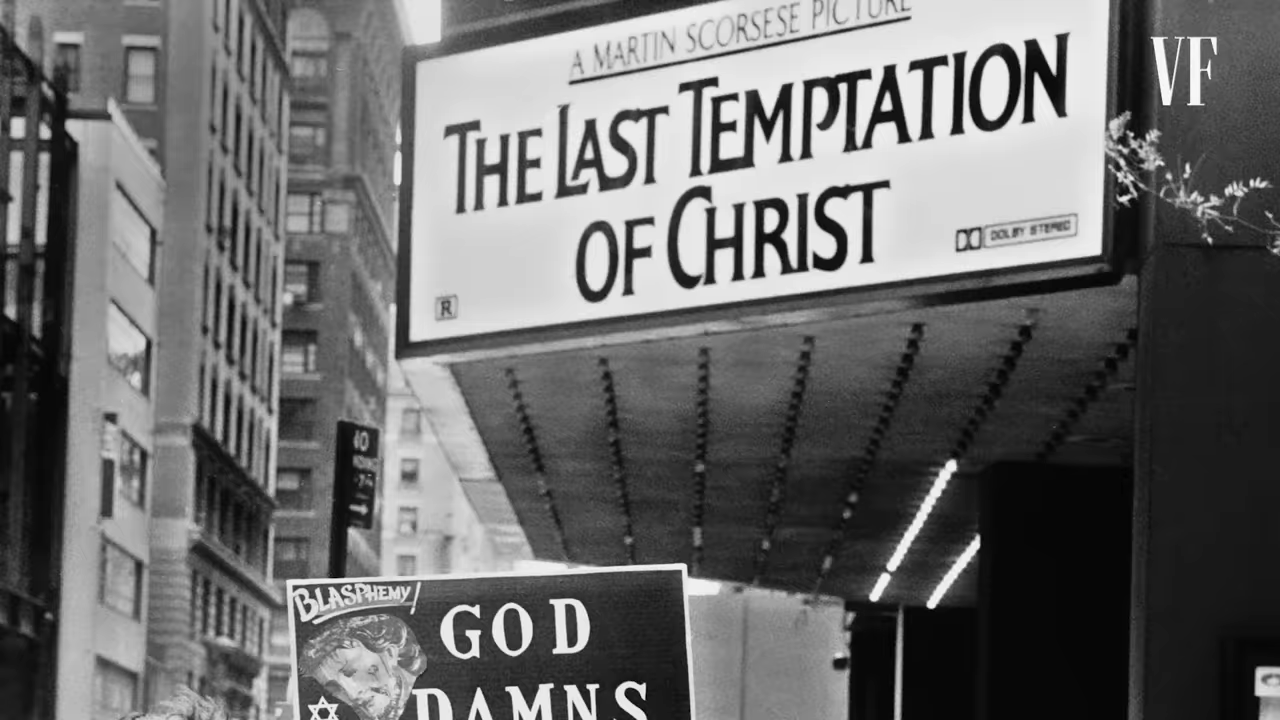 A MARTIN SCORSESE PICTURE
THE LAST TEMPTATION
OF CHRIST
R
DOLBY STEREO
VF
BLASPHEMY
GOD
DAMNS